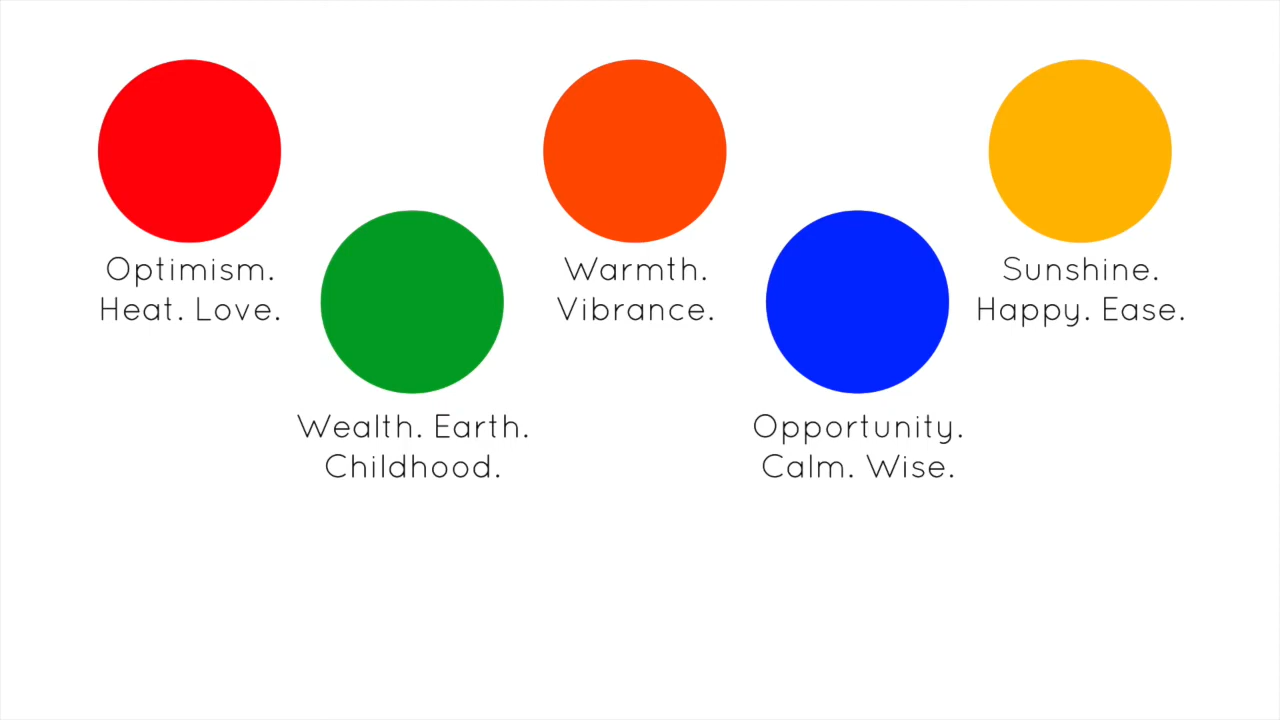 Optimism.
Heat. Love.
Warmth.
Vibrance.
Sunshine.
Happy. Ease.
Wealth. Earth.
Childhood.
Opportunity.
Calm. Wise.